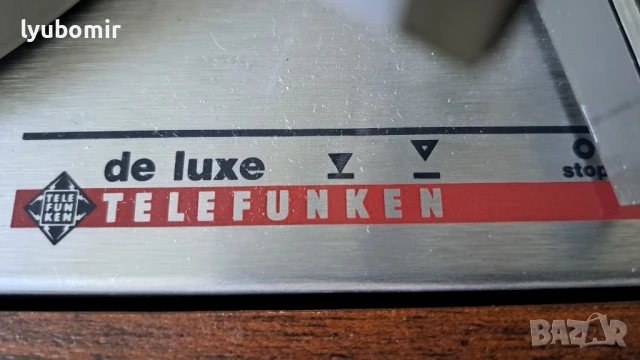 lyubomir
de luxe
stop
TELE
FUN
KEN
TELEFUNKEN
BAZAR